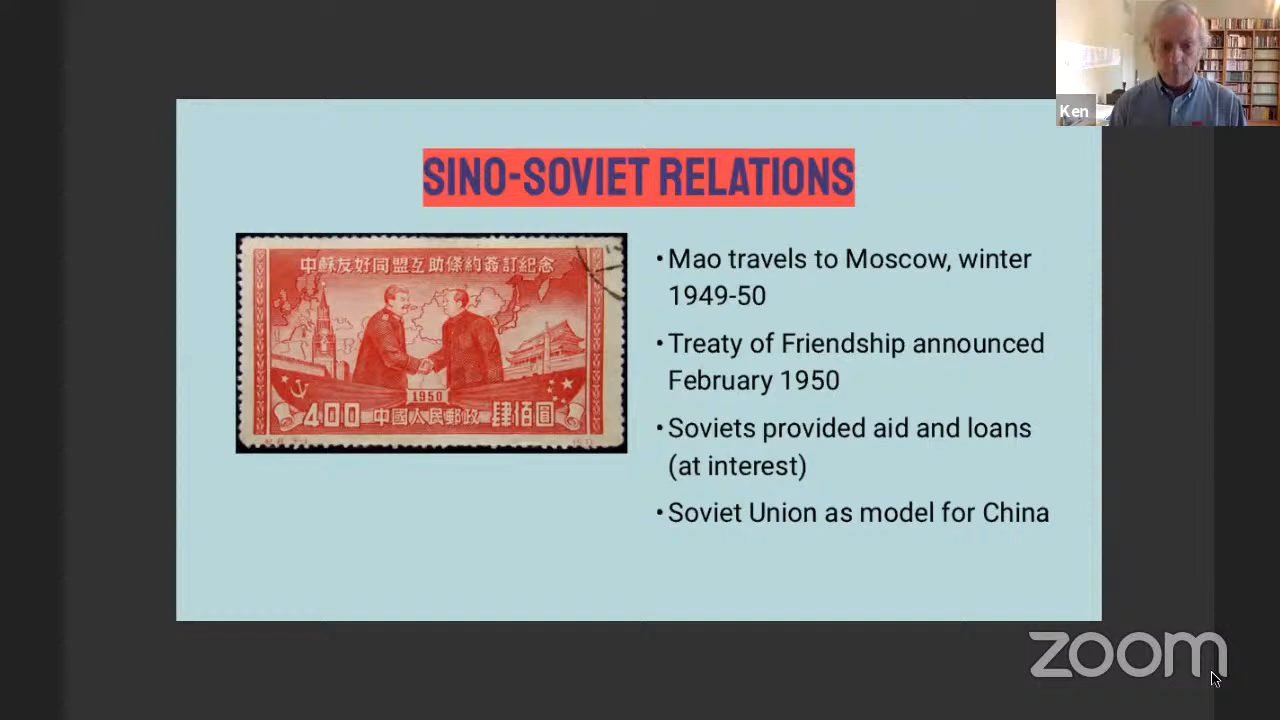 Ken
SINO-SOVIET RELATIONS
中蘇友好同盟互助條約簽訂紀念
1950
400 中國人民郵政 肆佰圓
•Mao travels to Moscow, winter
1949-50
•Treaty of Friendship announced
February 1950
•Soviets provided aid and loans
(at interest)
•Soviet Union as model for China
zoom